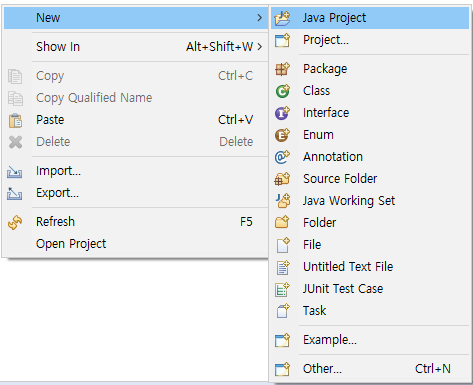 New
Show In Alt+Shift+W
Copy Ctrl+C
Copy Qualified Name
Paste Ctrl+V
Delete Delete
Import...
Export...
Refresh F5
Open Project
Java Project
Project...
Package
Class
Interface
Enum
Annotation
Source Folder
Java Working Set
Folder
File
Untitled Text File
JUnit Test Case
Task
Example...
Other... Ctrl+N